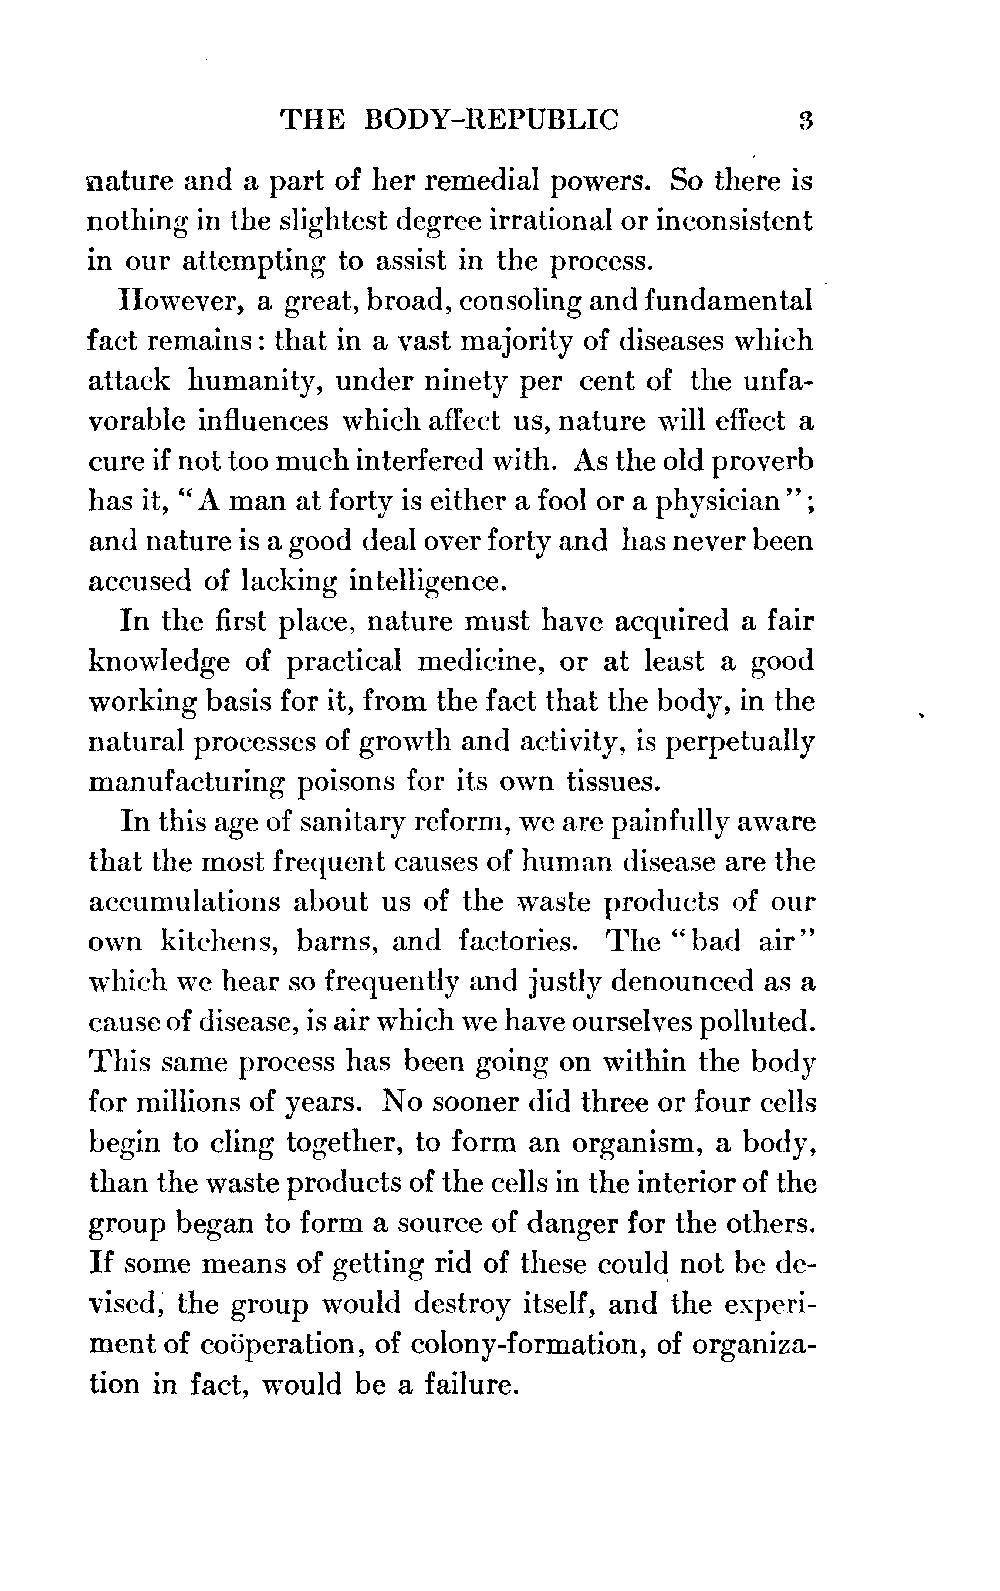 THE BODY–REPUBLIC 3
nature and a part of her remedial powers. So there is
nothing in the slightest degree irrational or inconsistent
in our attempting to assist in the process.
However, a great, broad, consoling and fundamental
fact remains: that in a vast majority of diseases which
attack humanity, under ninety per cent of the unfa-
vorable influences which affect us, nature will effect a
cure if not too much interfered with. As the old proverb
has it, “A man at forty is either a fool or a physician”;
and nature is a good deal over forty and has never been
accused of lacking intelligence.
In the first place, nature must have acquired a fair
knowledge of practical medicine, or at least a good
working basis for it, from the fact that the body, in the
natural processes of growth and activity, is perpetually
manufacturing poisons for its own tissues.
In this age of sanitary reform, we are painfully aware
that the most frequent causes of human disease are the
accumulations about us of the waste products of our
own kitchens, barns, and factories. The “bad air”
which we hear so frequently and justly denounced as a
cause of disease, is air which we have ourselves polluted.
This same process has been going on within the body
for millions of years. No sooner did three or four cells
begin to cling together, to form an organism, a body,
than the waste products of the cells in the interior of the
group began to form a source of danger for the others.
If some means of getting rid of these could not be de-
vised, the group would destroy itself, and the experi-
ment of coöperation, of colony-formation, of organiza-
tion in fact, would be a failure.